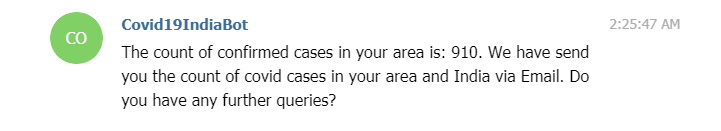 CO
Covid19IndiaBot 2:25:47 AM
The count of confirmed cases in your area is: 910. We have send
you the count of covid cases in your area and India via Email. Do
you have any further queries?